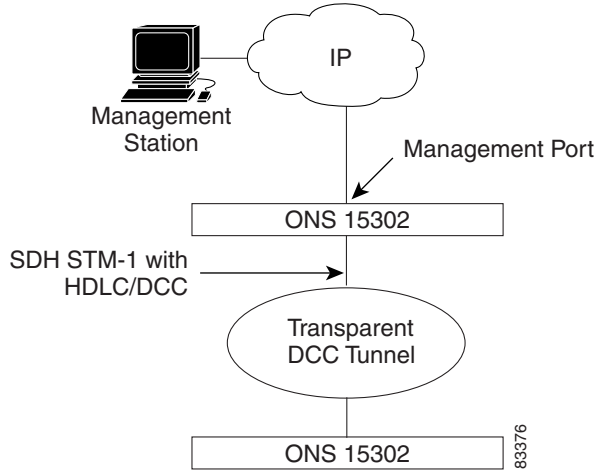 IP
Management
Station
Management Port
ONS 15302
SDH STM-1 with
HDLC/DCC
Transparent
DCC Tunnel
ONS 15302
83376